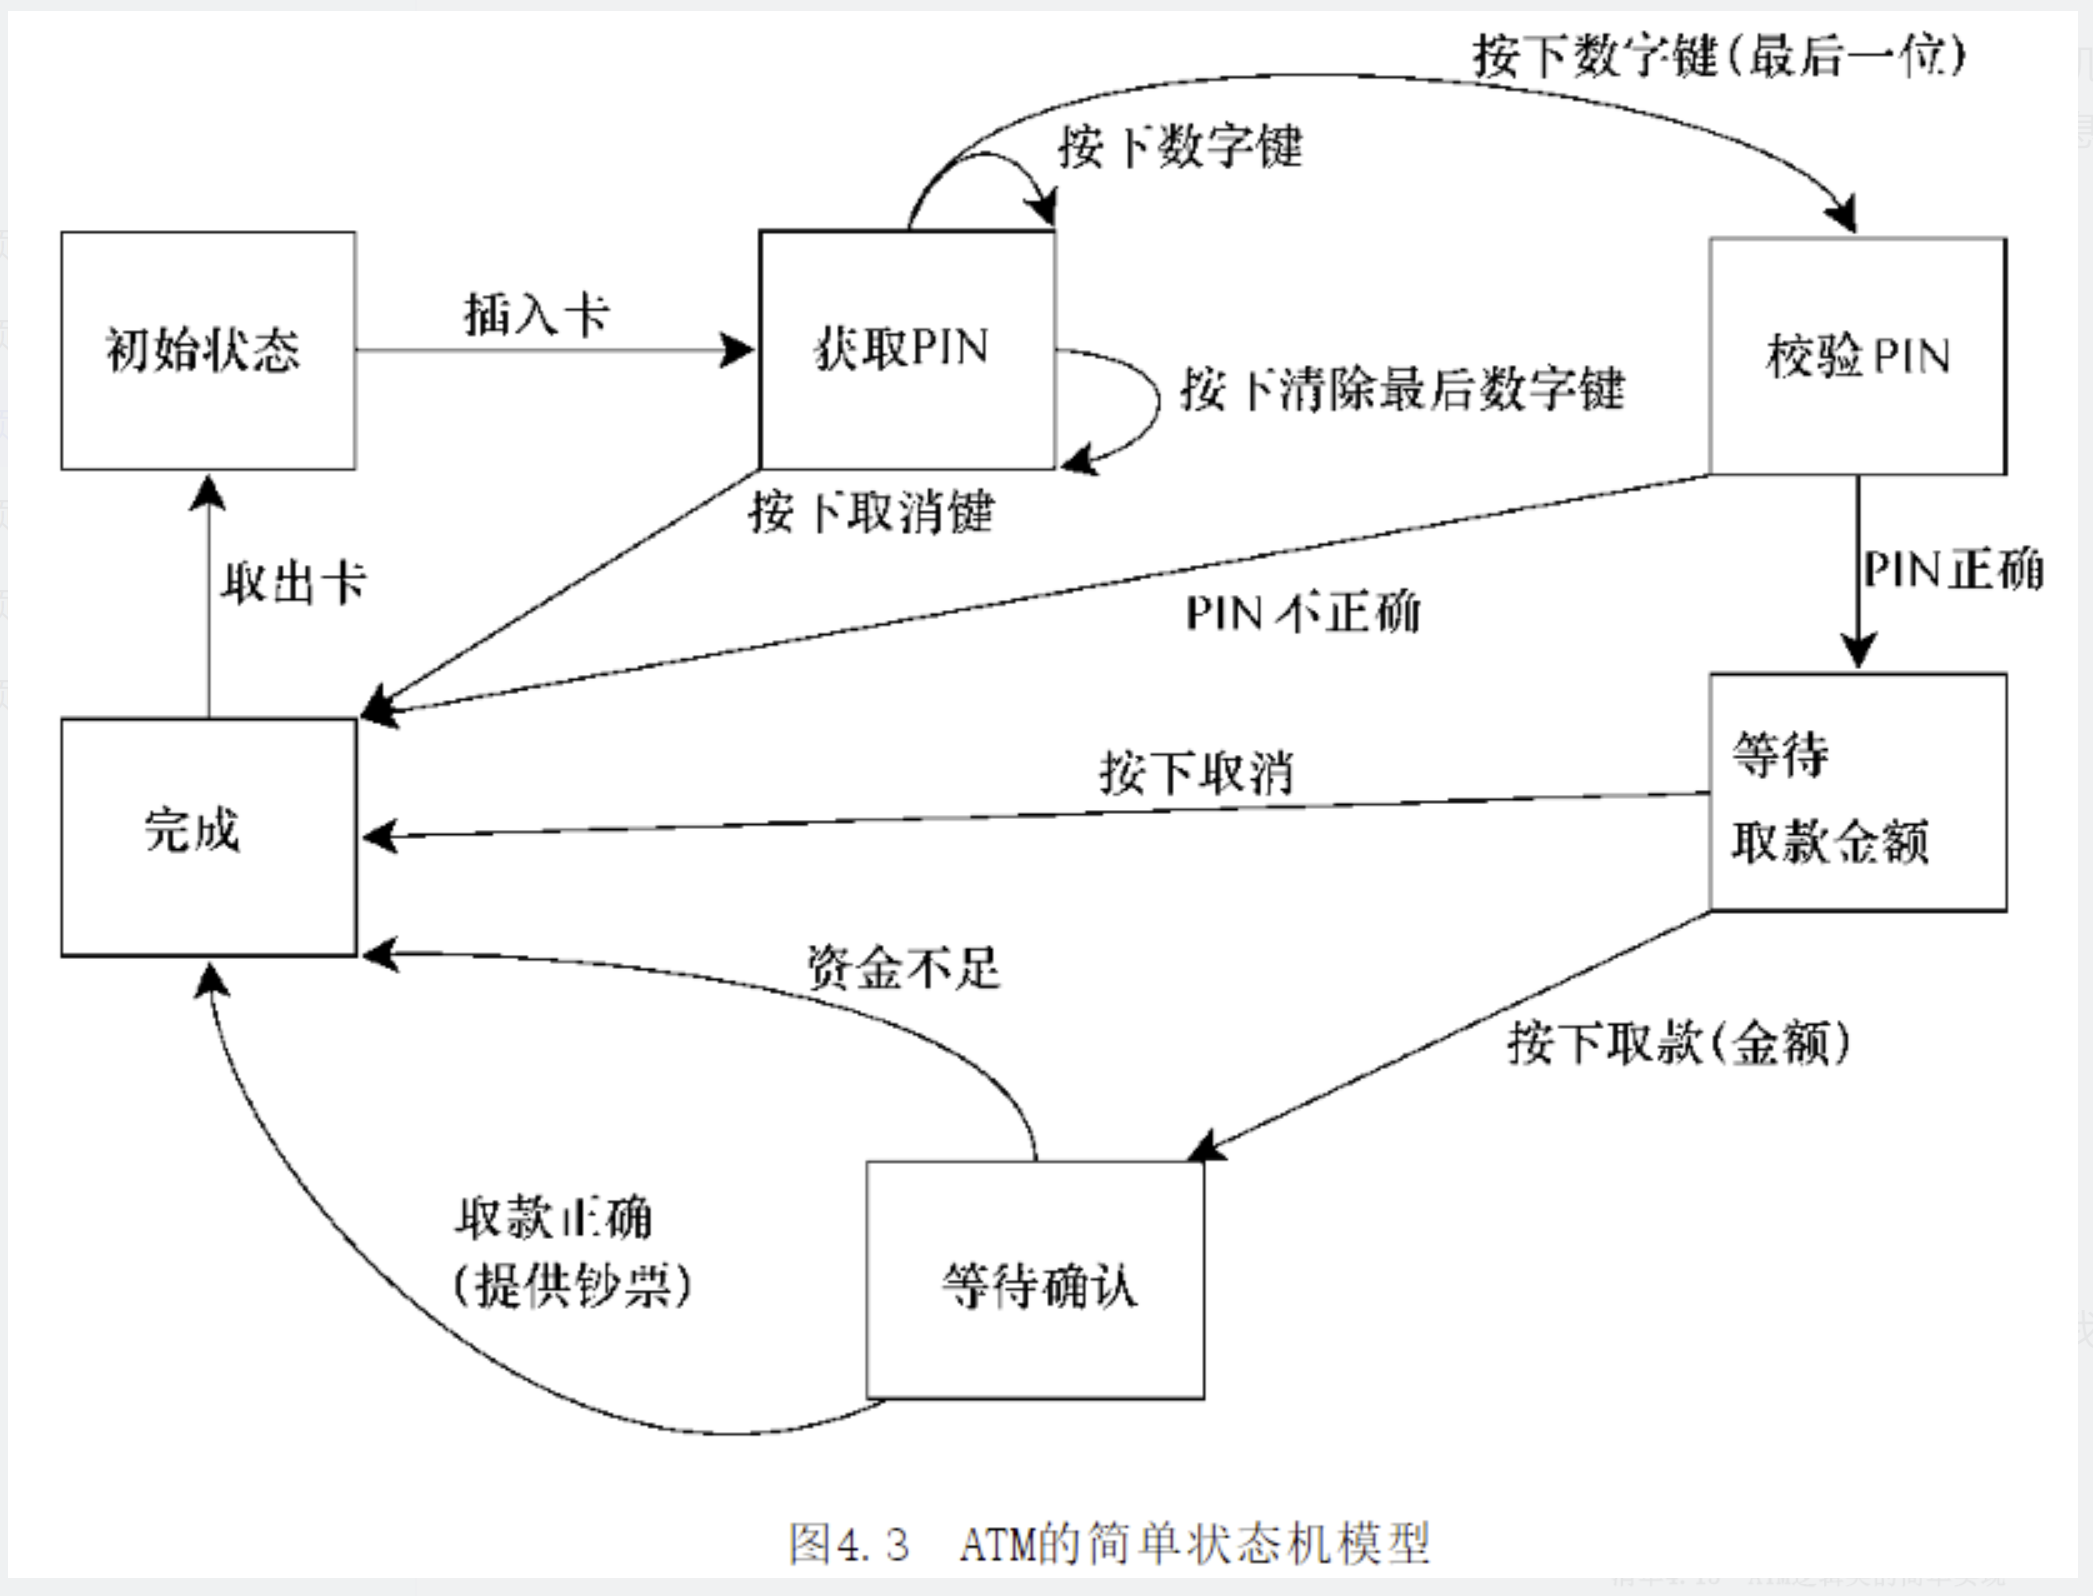 按下数字键(最后一位)
按下数字键
初始状态
插入卡
获取PIN
校验PIN
按下清除最后数字键
按下取消键
取出卡
PIN不正确
PIN正确
完成
按下取消
等待
取款金额
资金不足
按下取款(金额)
取款正确
(提供钞票)
等待确认
图4.3 ATM的简单状态机模型